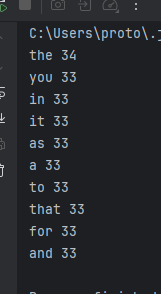 C:\Users\proto\.j
the 34
you 33
in 33
it 33
as 33
a 33
to 33
that 33
for 33
and 33